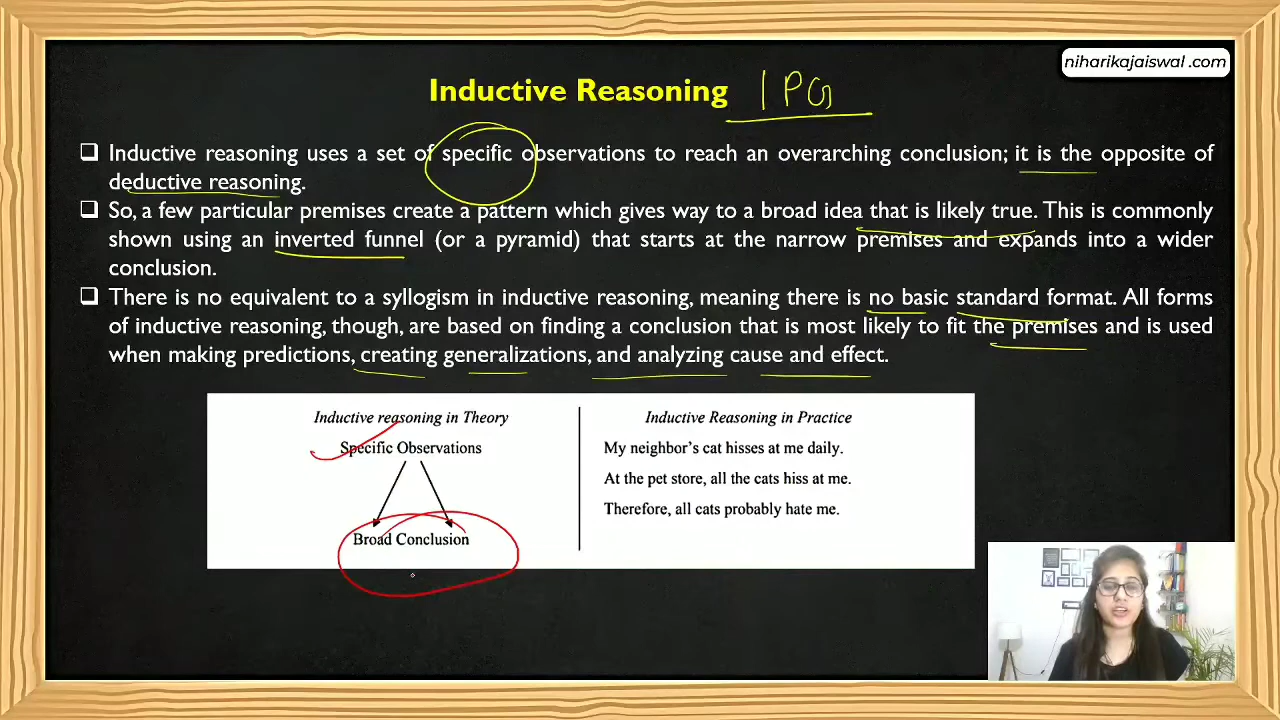 niharikajaiswal .com
Inductive Reasoning IPG
❑ Inductive reasoning uses a set of specific observations to reach an overarching conclusion; it is the opposite of
deductive reasoning.
❑ So, a few particular premises create a pattern which gives way to a broad idea that is likely true. This is commonly
shown using an inverted funnel (or a pyramid) that starts at the narrow premises and expands into a wider
conclusion.
❑ There is no equivalent to a syllogism in inductive reasoning, meaning there is no basic standard format. All forms
of inductive reasoning, though, are based on finding a conclusion that is most likely to fit the premises and is used
when making predictions, creating generalizations, and analyzing cause and effect.
Inductive reasoning in Theory
Specific Observations
Broad Conclusion
Inductive Reasoning in Practice
My neighbor's cat hisses at me daily.
At the pet store, all the cats hiss at me.
Therefore, all cats probably hate me.